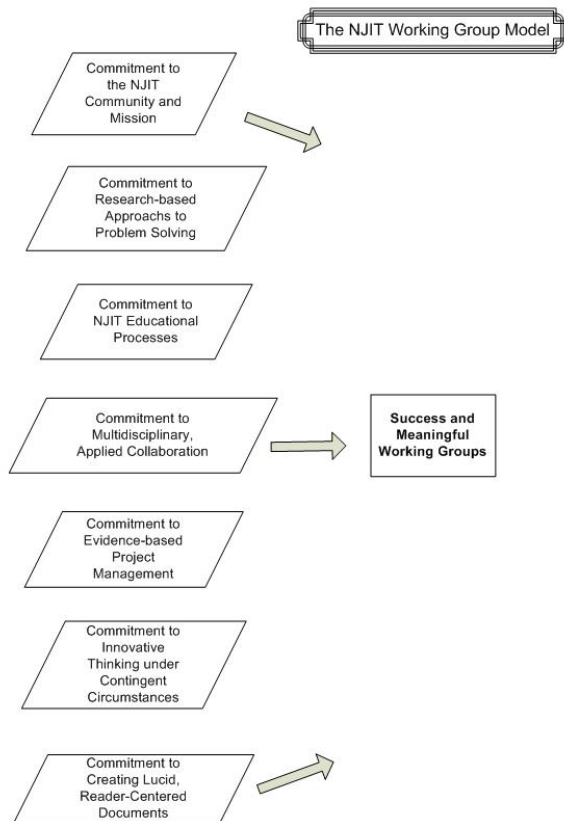 The NJIT Working Group Model
Commitment to
the NJIT
Community and
Mission
Commitment to
Research-based
Approachs to
Problem Solving
Commitment to
NJIT Educational
Processes
Commitment to
Multidisciplinary,
Applied Collaboration
Success and
Meaningful
Working Groups
Commitment to
Evidence-based
Project
Management
Commitment to
Innovative
Thinking under
Contingent
Circumstances
Commitment to
Creating Lucid,
Reader-Centered
Documents